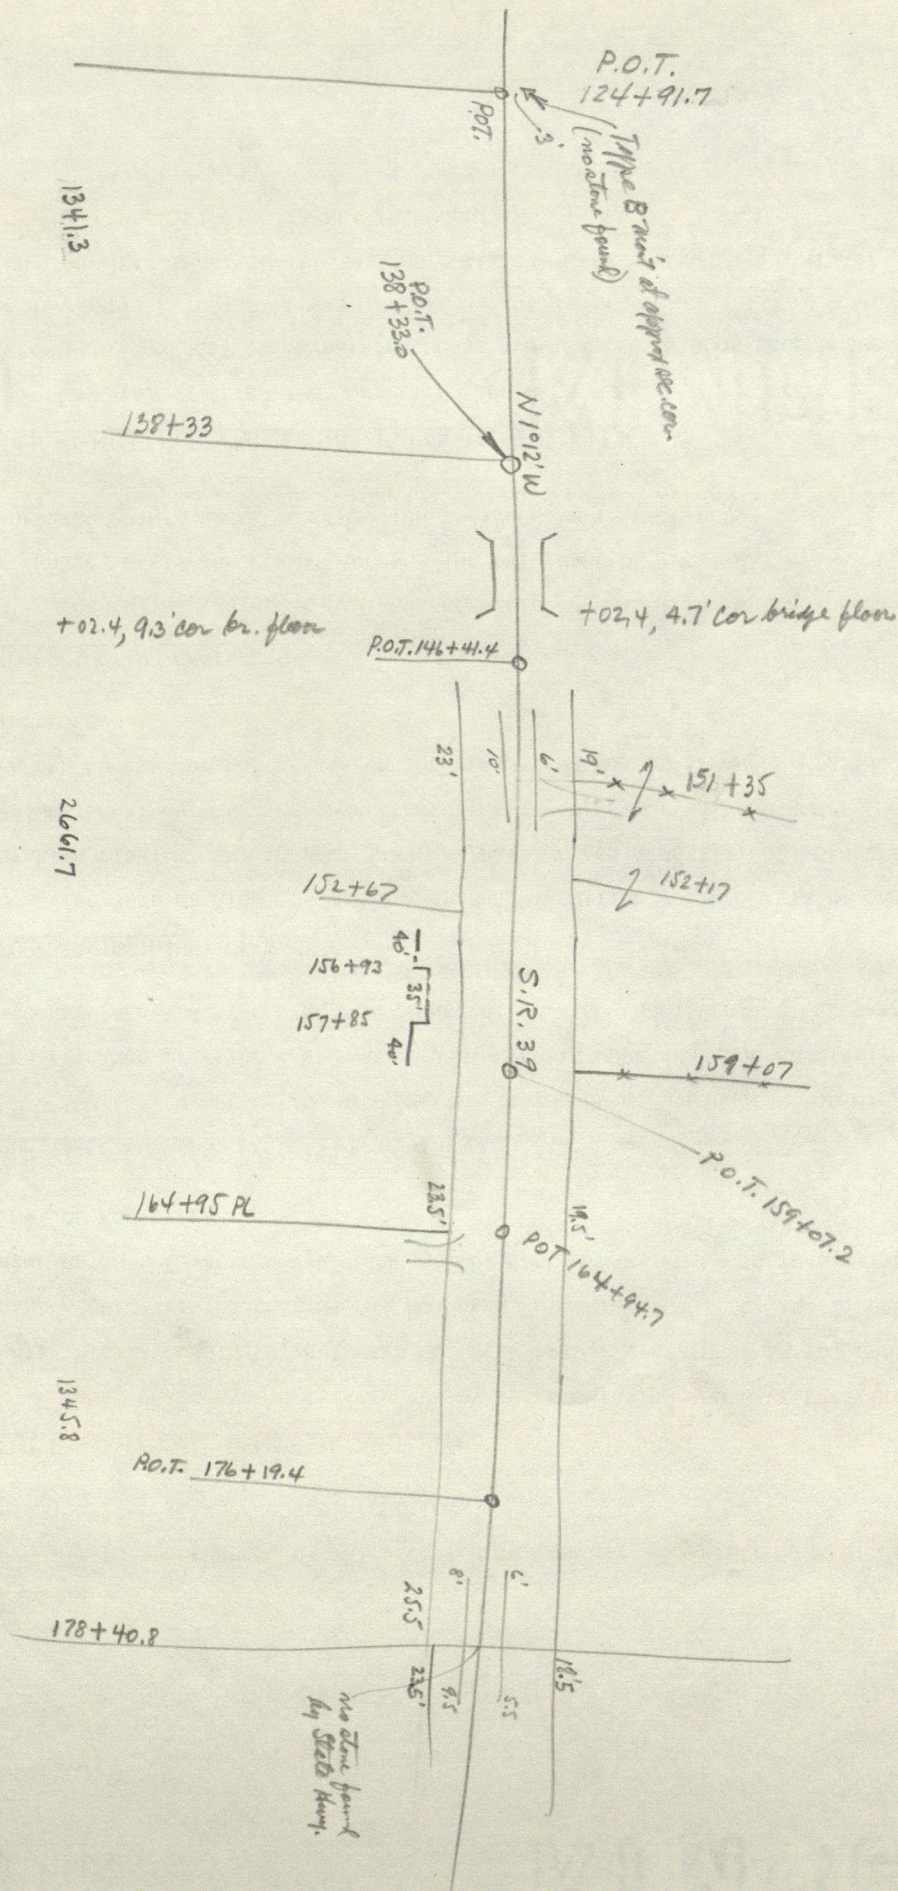 P.O.T.
124+91.7
P.O.T.
.3'
Type B mon't at approx sec. cor.
(no stone found)
1341.3
P.O.T.
138+33.0
138+33
N 1°12' W
+02.4, 9.3' cor br. floor
+02.4, 4.7' cor bridge floor
P.O.T. 146+41.4
23'
10'
6'
19'
151+35
2661.7
152+67
152+17
40'
156+93
35'
157+85
40'
S.R. 39
159+07
P.O.T. 159+07.2
164+95 PL
23.5'
19.5'
POT 164+94.7
1345.8
P.O.T. 176+19.4
8'
6'
25.5
178+40.8
23.5'
9.5
5.5
18.5
no stone found
by State Hwy.